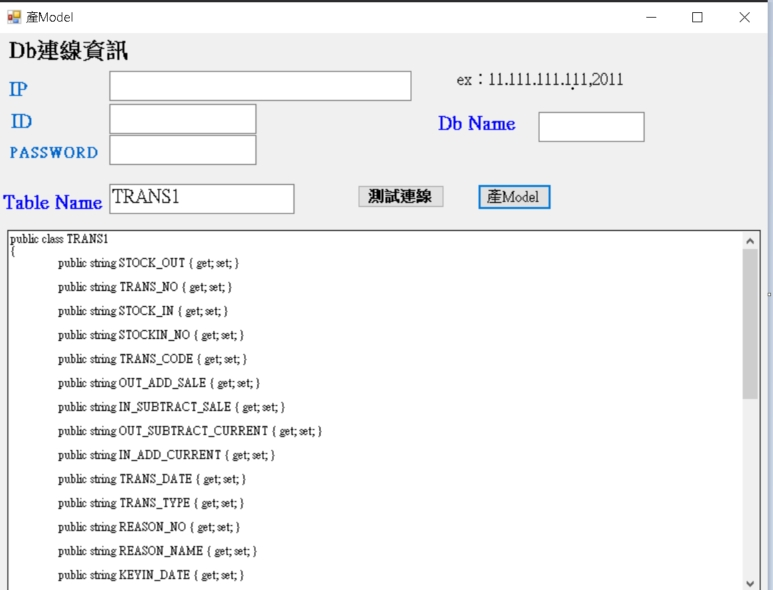 產Model
Db連線資訊
IP
ex：11.111.111.111,2011
ID
Db Name
PASSWORD
Table Name TRANS1 測試連線 產Model
public class TRANS1
{
public string STOCK_OUT { get; set; }
public string TRANS_NO { get; set; }
public string STOCK_IN { get; set; }
public string STOCKIN_NO { get; set; }
public string TRANS_CODE { get; set; }
public string OUT_ADD_SALE { get; set; }
public string IN_SUBTRACT_SALE { get; set; }
public string OUT_SUBTRACT_CURRENT { get; set; }
public string IN_ADD_CURRENT { get; set; }
public string TRANS_DATE { get; set; }
public string TRANS_TYPE { get; set; }
public string REASON_NO { get; set; }
public string REASON_NAME { get; set; }
public string KEYIN_DATE { get; set; }